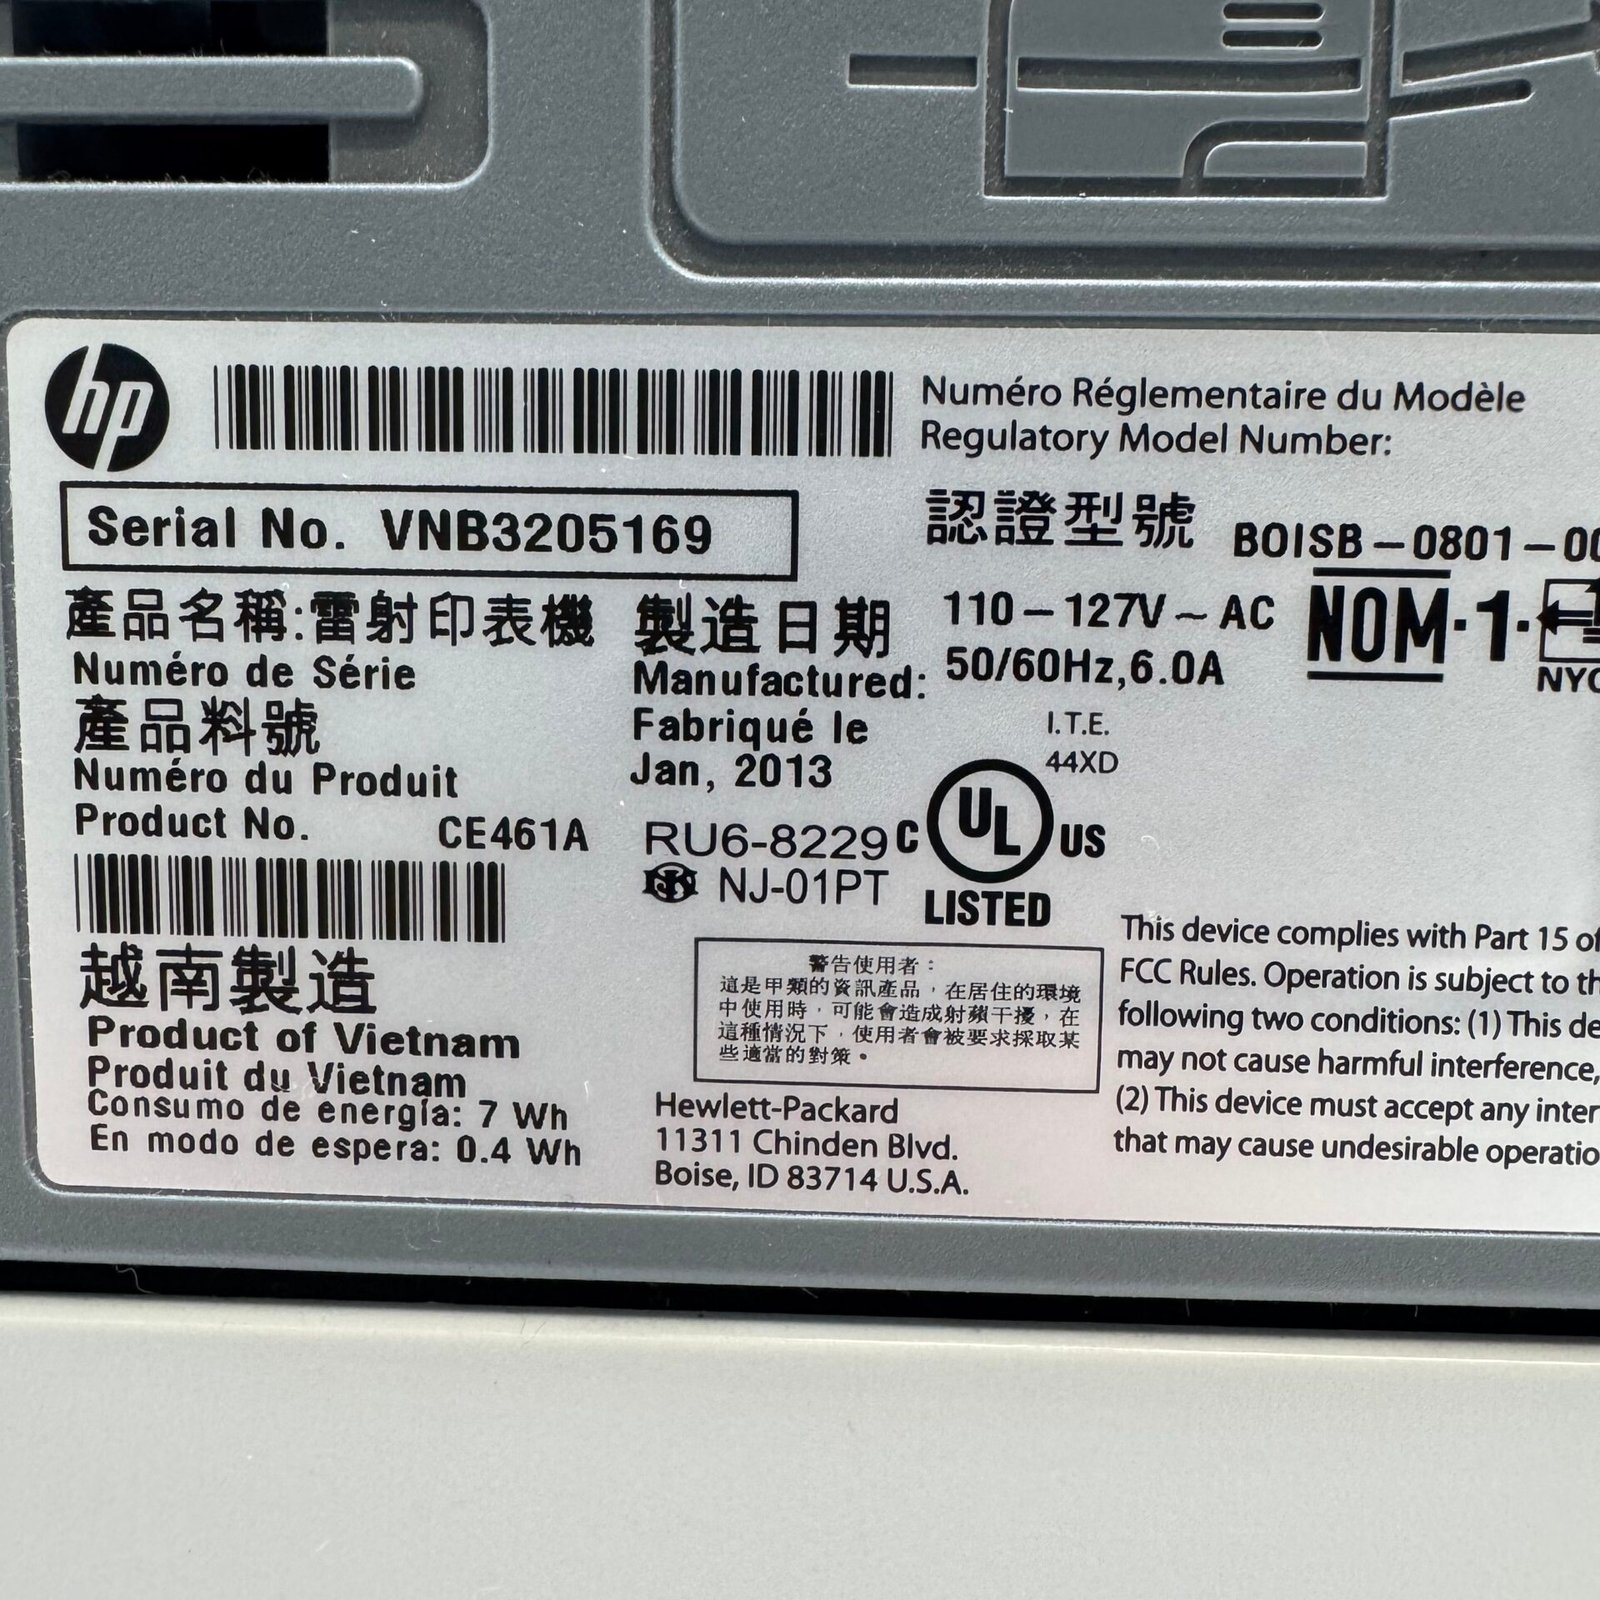 hp
Numéro Réglementaire du Modèle
Regulatory Model Number:
Serial No. VNB3205169
認證型號 BOISB-0801-00
產品名稱:雷射印表機
Numéro de Série
產品料號
Numéro du Produit
Product No. CE461A
製造日期
Manufactured:
Fabriqué le
Jan, 2013
110-127V~AC
50/60Hz,6.0A
NOM-1-
NYC
I.T.E.
44XD
RU6-8229
NJ-01PT
C UL US
LISTED
越南製造
Product of Vietnam
Produit du Vietnam
Consumo de energía: 7 Wh
En modo de espera: 0.4 Wh
警告使用者:
這是甲類的資訊產品,在居住的環境
中使用時,可能會造成射頻干擾,在
這種情況下,使用者會被要求採取某
些適當的對策。
Hewlett-Packard
11311 Chinden Blvd.
Boise, ID 83714 U.S.A.
This device complies with Part 15 of
FCC Rules. Operation is subject to
following two conditions: (1) This
may not cause harmful interference,
(2) This device must accept any
that may cause undesirable